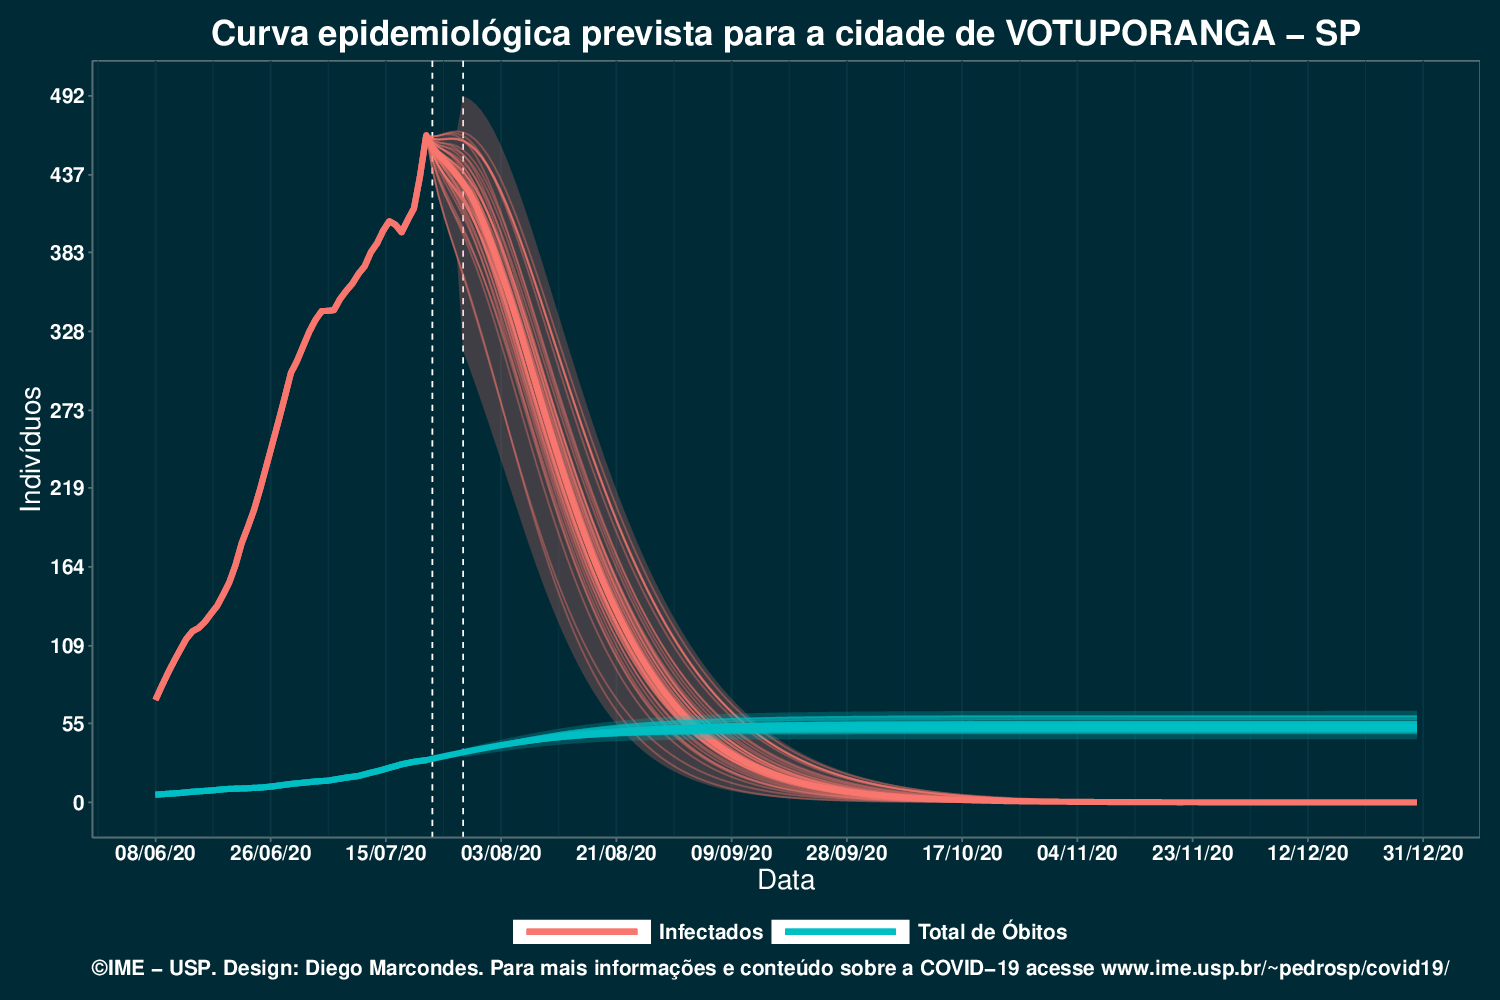 Curva epidemiológica prevista para a cidade de VOTUPORANGA – SP
Indivíduos
492
437
383
328
273
219
164
109
55
0
08/06/20 26/06/20 15/07/20 03/08/20 21/08/20 09/09/20 28/09/20 17/10/20 04/11/20 23/11/20 12/12/20 31/12/20
Data
Infectados Total de Óbitos
©IME – USP. Design: Diego Marcondes. Para mais informações e conteúdo sobre a COVID–19 acesse www.ime.usp.br/~pedrosp/covid19/